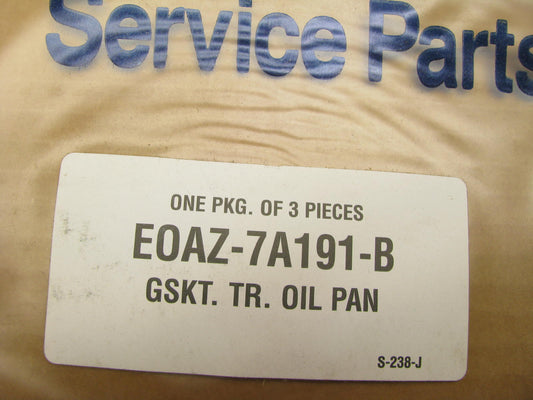 Service Parts
ONE PKG. OF 3 PIECES
EOAZ-7A191-B
GSKT. TR. OIL PAN
S-238-J